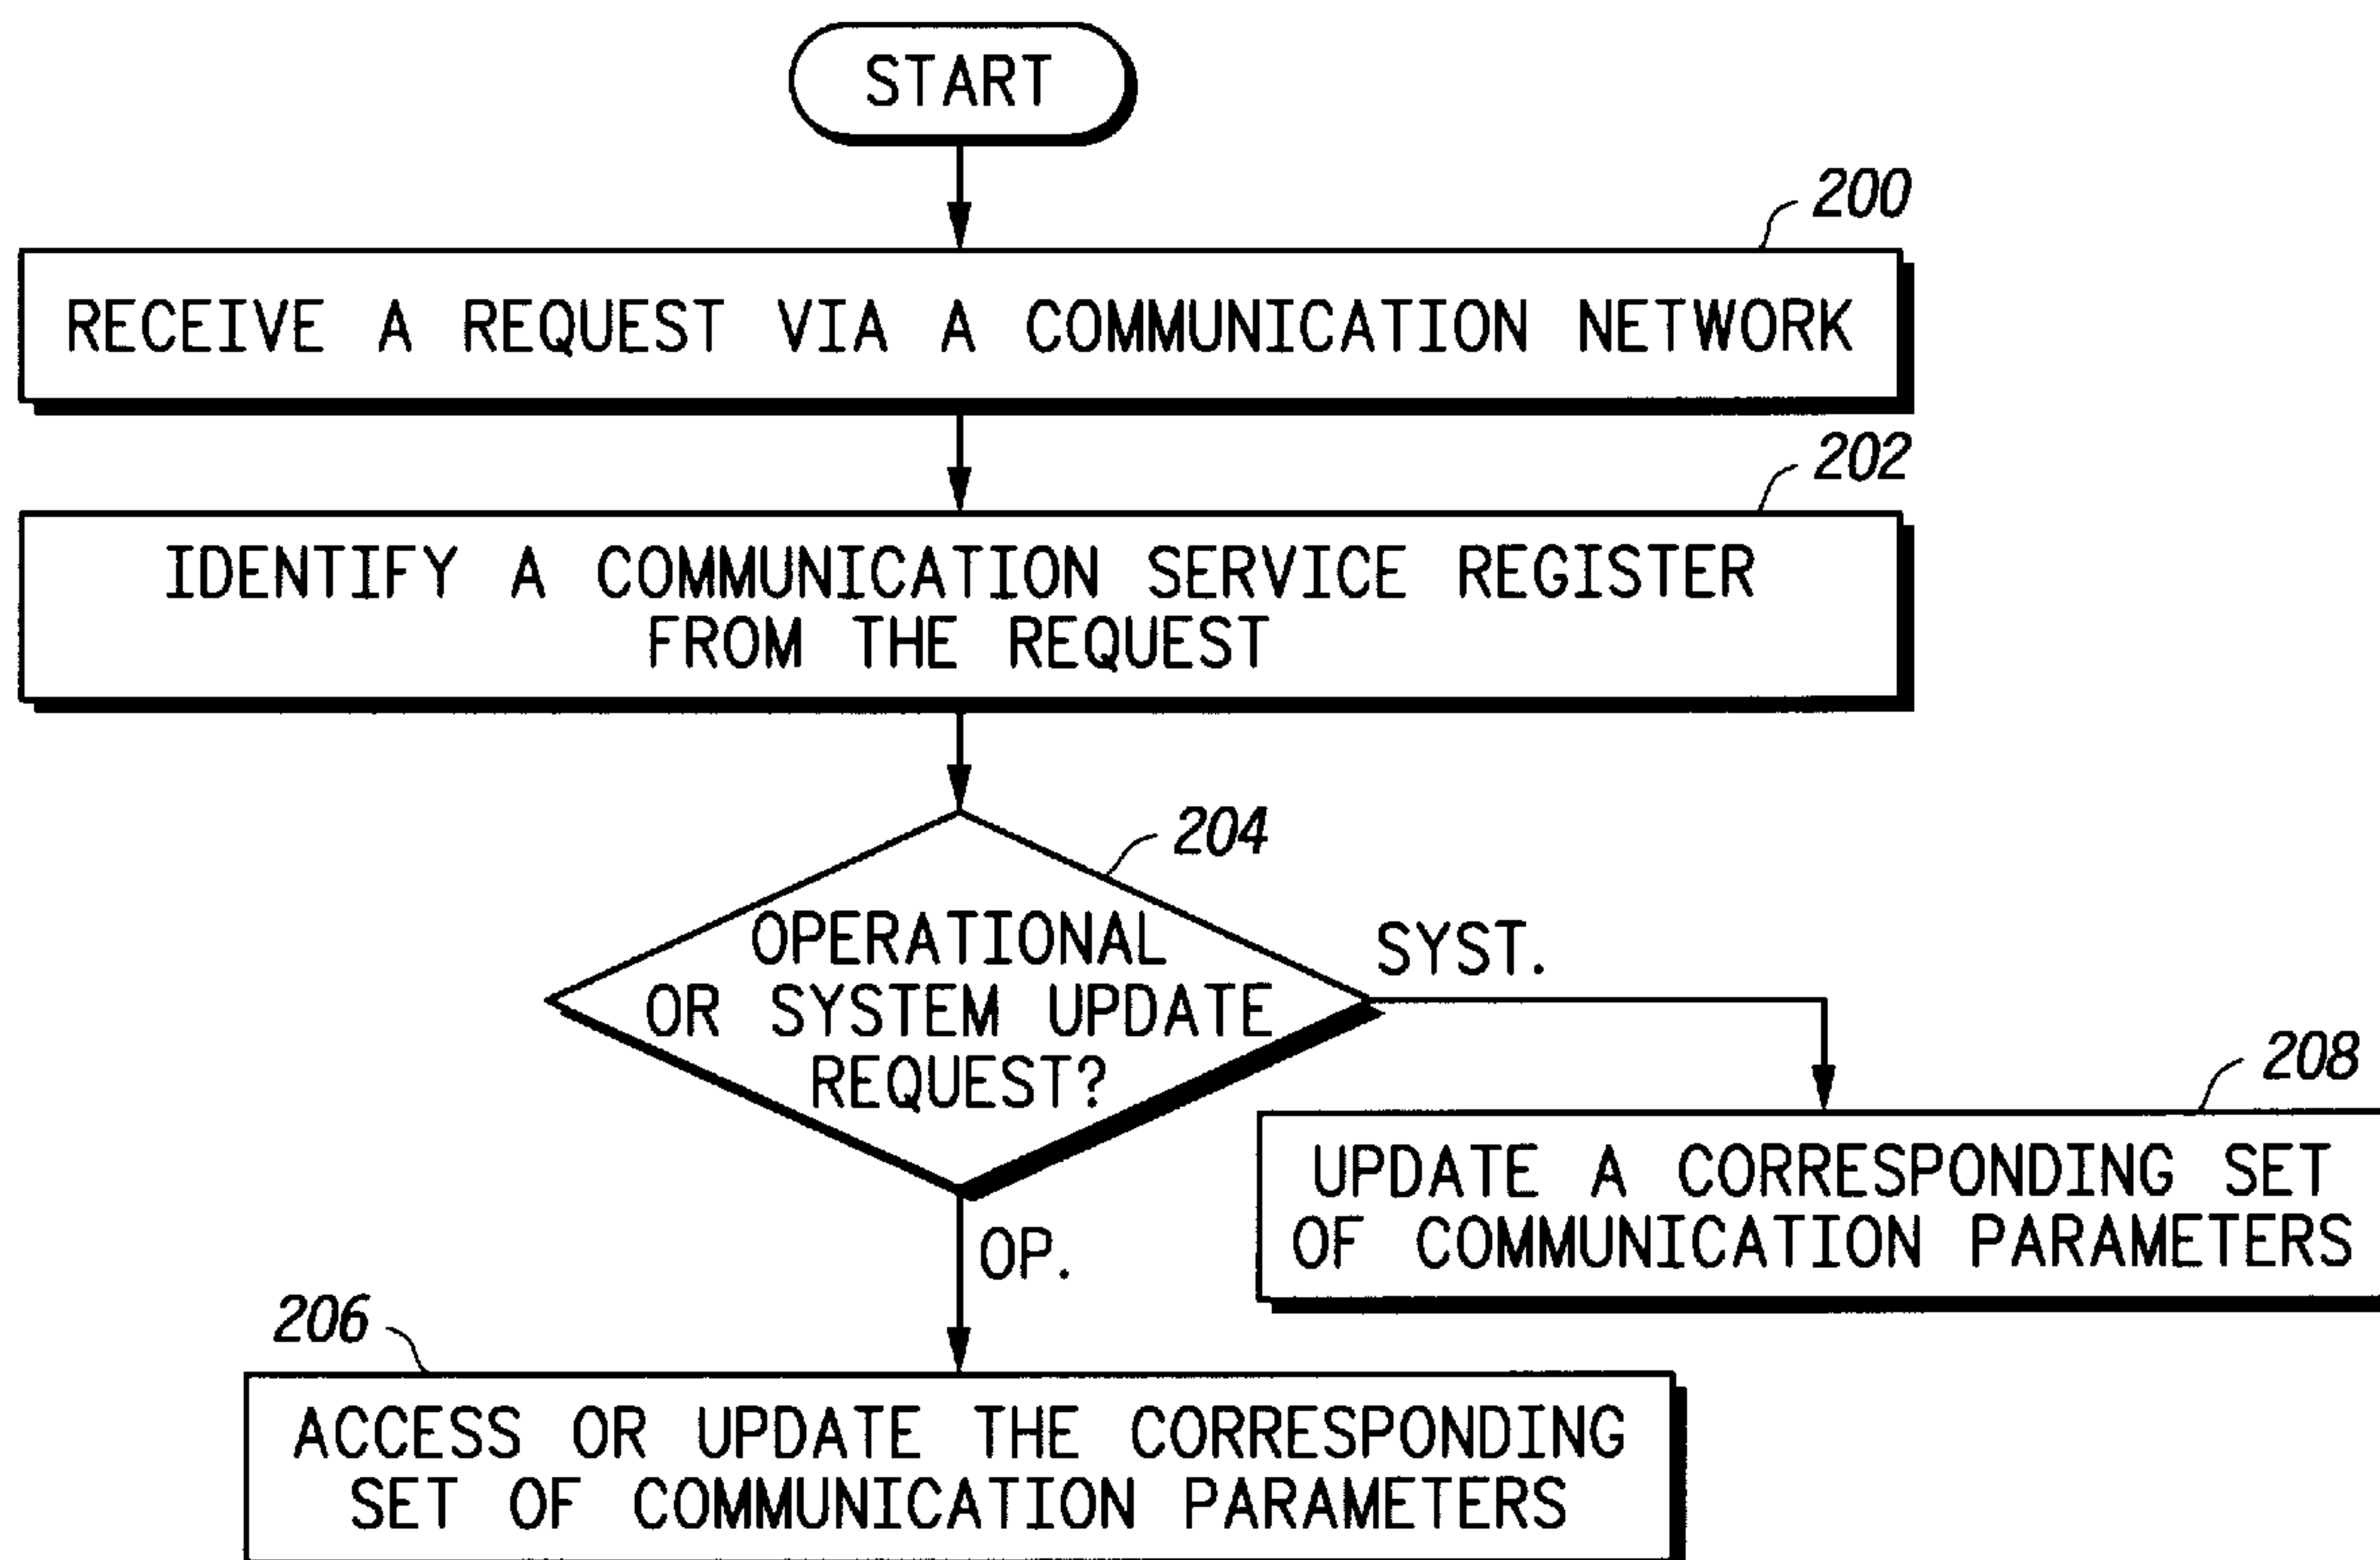 START
200
RECEIVE A REQUEST VIA A COMMUNICATION NETWORK
202
IDENTIFY A COMMUNICATION SERVICE REGISTER
FROM THE REQUEST
204
OPERATIONAL
OR SYSTEM UPDATE
REQUEST?
SYST.
208
UPDATE A CORRESPONDING SET
OF COMMUNICATION PARAMETERS
OP.
206
ACCESS OR UPDATE THE CORRESPONDING
SET OF COMMUNICATION PARAMETERS